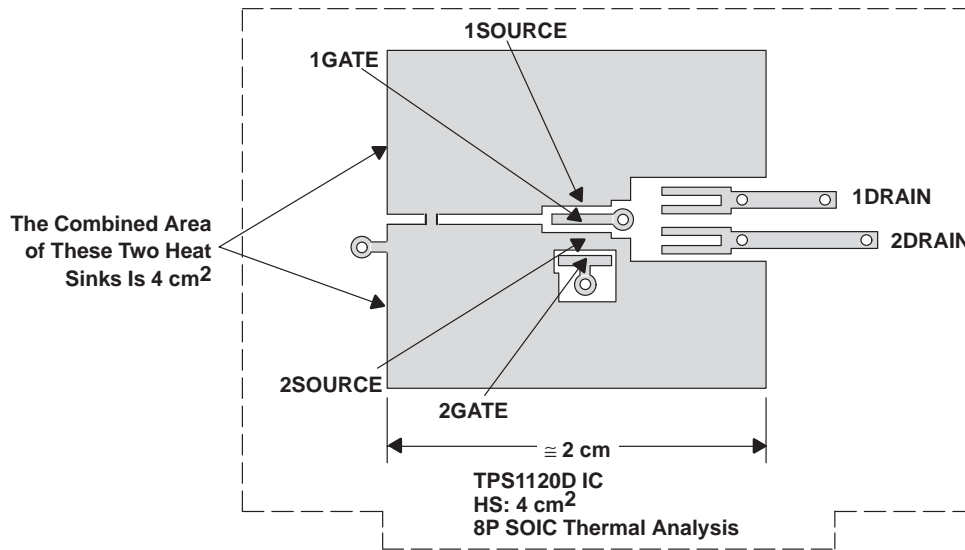 1SOURCE
1GATE
1DRAIN
2DRAIN
The Combined Area
of These Two Heat
Sinks Is 4 cm2
2SOURCE
2GATE
≅ 2 cm
TPS1120D IC
HS: 4 cm2
8P SOIC Thermal Analysis